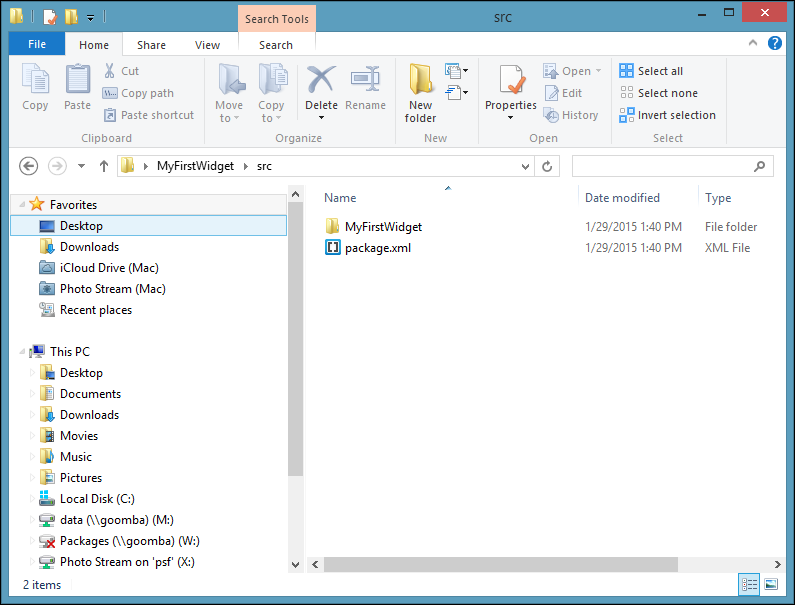 Search Tools
src
File
Home
Share
View
Search
Copy
Paste
Cut
Copy path
Paste shortcut
Clipboard
Move to
Copy to
Delete
Rename
Organize
New folder
New
Properties
Open
Edit
History
Open
Select all
Select none
Invert selection
Select
MyFirstWidget
src
Favorites
Desktop
Downloads
iCloud Drive (Mac)
Photo Stream (Mac)
Recent places
This PC
Desktop
Documents
Downloads
Movies
Music
Pictures
Local Disk (C:)
data (\\goomba) (M:)
Packages (\\goomba) (W:)
Photo Stream on 'psf' (X:)
Name
Date modified
Type
MyFirstWidget
1/29/2015 1:40 PM
File folder
package.xml
1/29/2015 1:40 PM
XML File
2 items